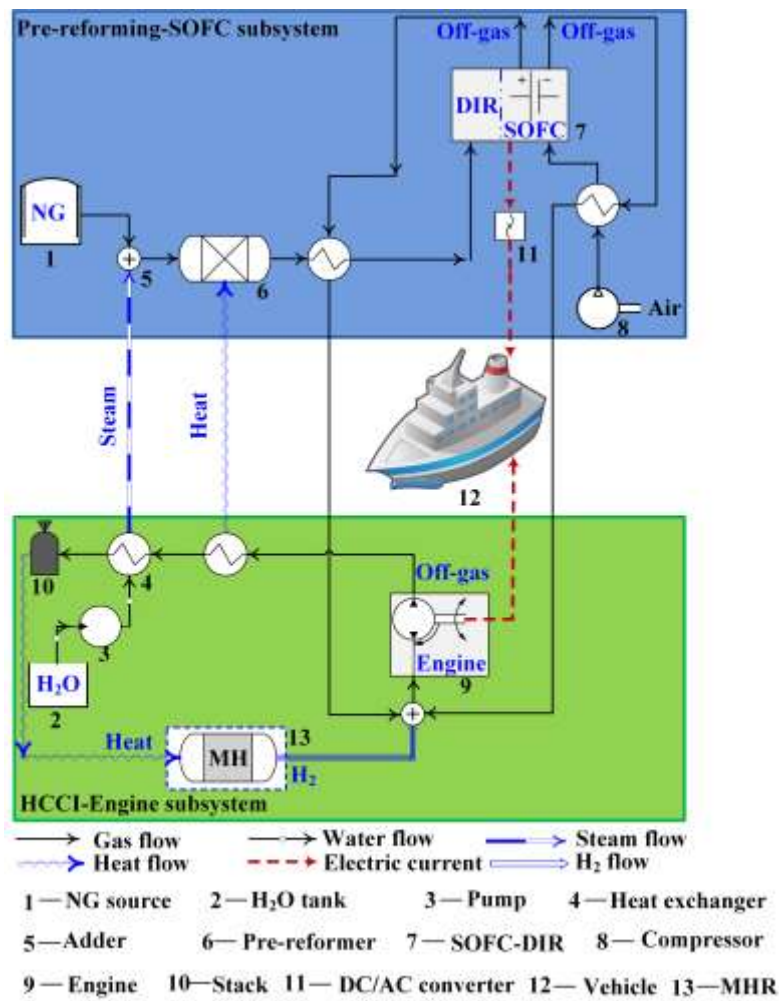 Pre-reforming-SOFC subsystem
Off-gas
Off-gas
+
−
DIR
SOFC
7
NG
1
5
6
11
8
Air
Steam
Heat
12
10
4
Off-gas
3
H₂O
2
Engine
9
Heat
MH
13
H₂
HCCI-Engine subsystem
Gas flow Water flow Steam flow
Heat flow Electric current H₂ flow
1—NG source 2—H₂O tank 3—Pump 4—Heat exchanger
5—Adder 6—Pre-reformer 7—SOFC-DIR 8—Compressor
9—Engine 10—Stack 11—DC/AC converter 12—Vehicle 13—MHR